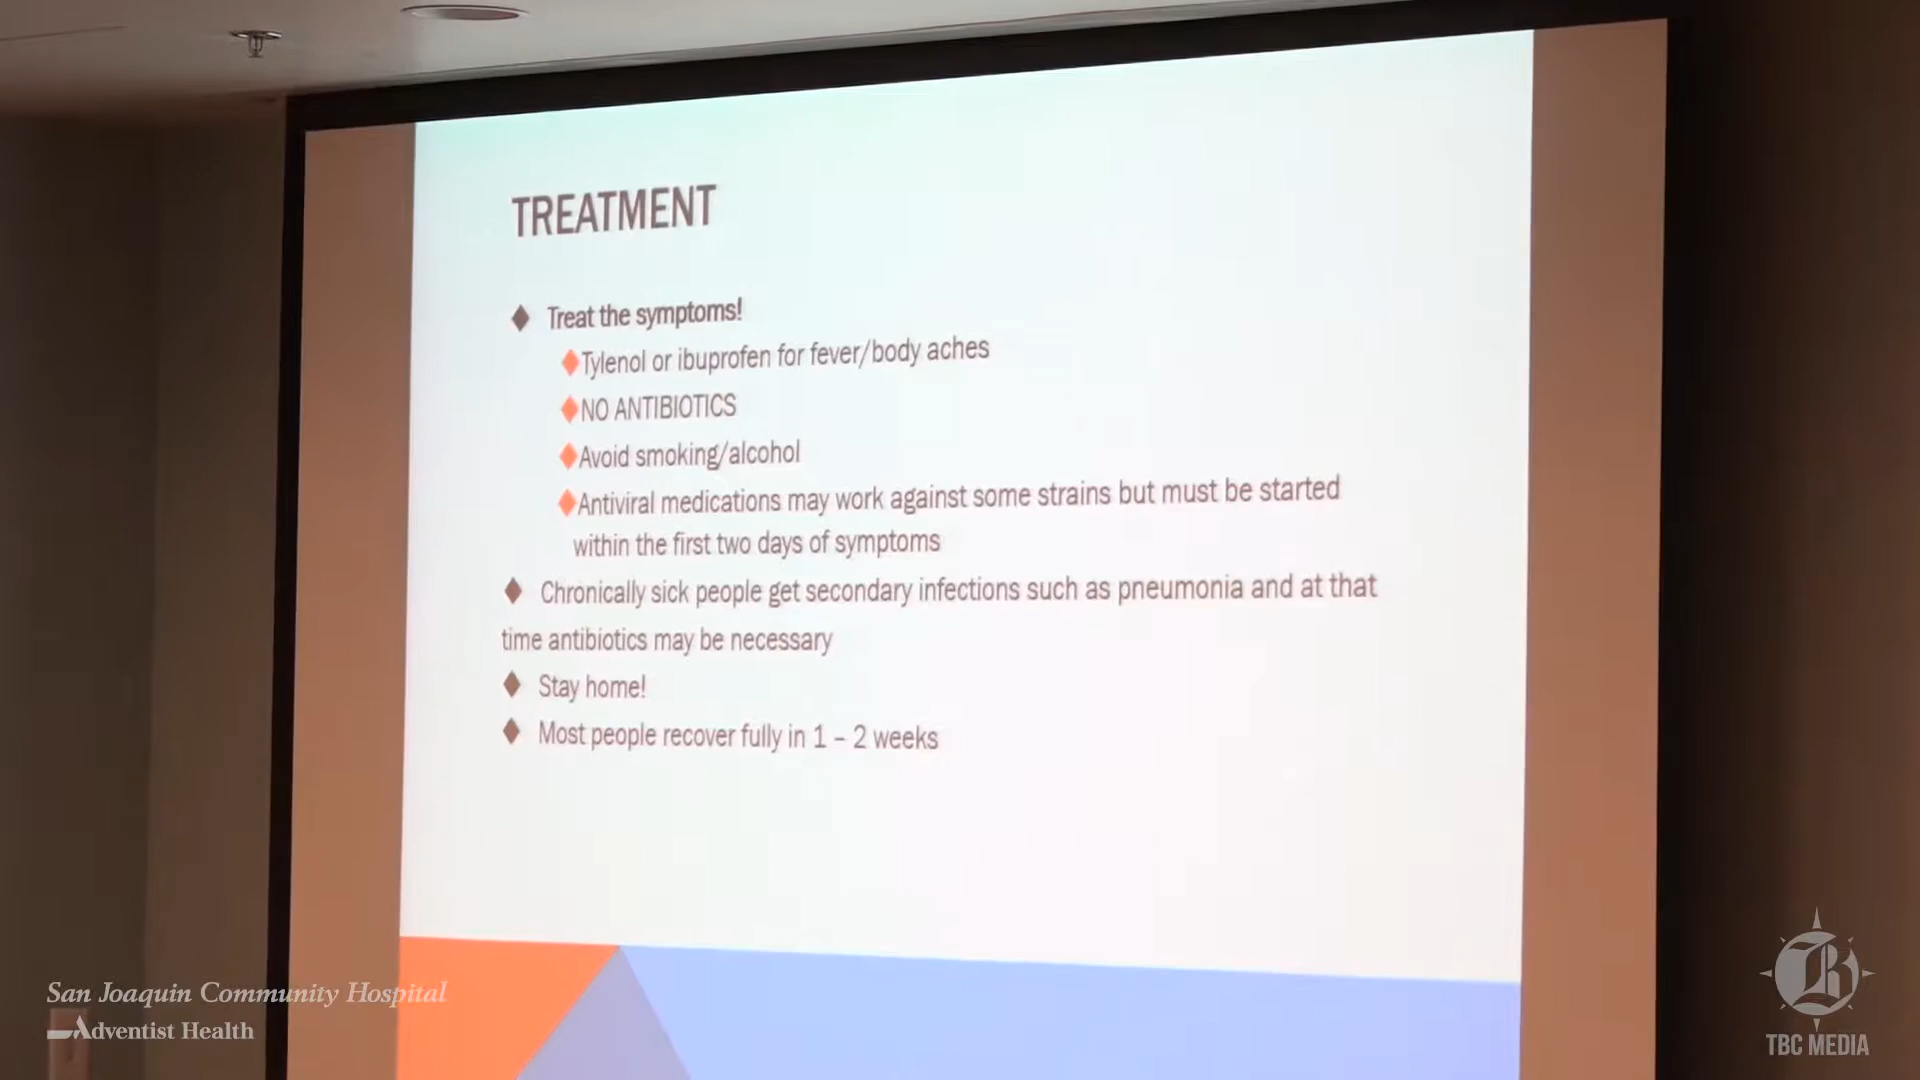 TREATMENT
Treat the symptoms!
Tylenol or ibuprofen for fever/body aches
NO ANTIBIOTICS
Avoid smoking/alcohol
Antiviral medications may work against some strains but must be started
within the first two days of symptoms
Chronically sick people get secondary infections such as pneumonia and at that
time antibiotics may be necessary
Stay home!
Most people recover fully in 1 – 2 weeks
San Joaquin Community Hospital
Adventist Health
B
TBC MEDIA